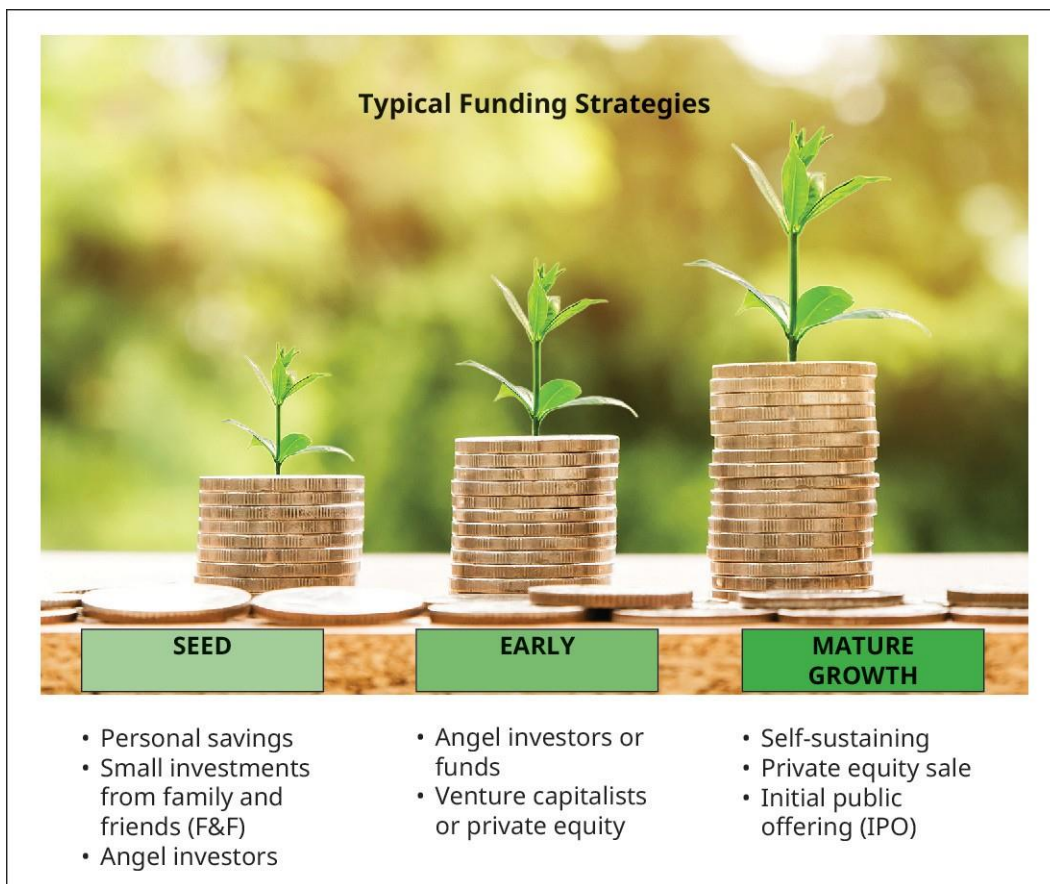 Typical Funding Strategies
SEED
• Personal savings
• Small investments
from family and
friends (F&F)
• Angel investors
EARLY
• Angel investors or
funds
• Venture capitalists
or private equity
MATURE
GROWTH
• Self-sustaining
• Private equity sale
• Initial public
offering (IPO)